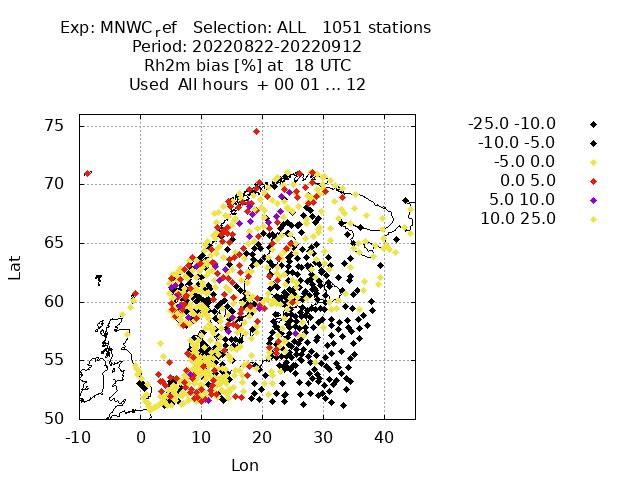 Exp: MNWC_ref   Selection: ALL   1051 stations
Period: 20220822-20220912
Rh2m bias [%] at  18 UTC
Used  All hours  + 00 01 ... 12
-25.0 -10.0
-10.0 -5.0
-5.0 0.0
0.0 5.0
5.0 10.0
10.0 25.0
75
70
65
60
55
50
Lat
-10 0 10 20 30 40
Lon